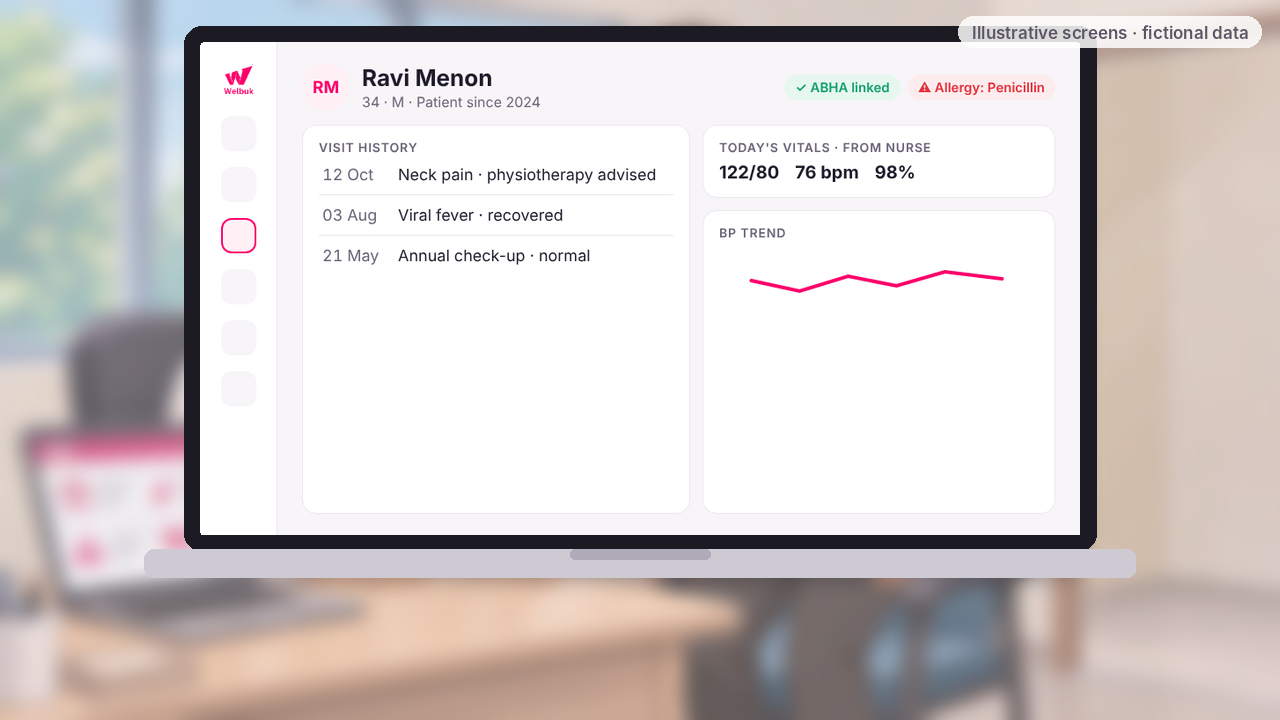 Illustrative screens · fictional data
Welbuk
RM
Ravi Menon
34 · M · Patient since 2024
✓ ABHA linked
⚠ Allergy: Penicillin
VISIT HISTORY
12 Oct Neck pain · physiotherapy advised
03 Aug Viral fever · recovered
21 May Annual check-up · normal
TODAY'S VITALS · FROM NURSE
122/80 76 bpm 98%
BP TREND